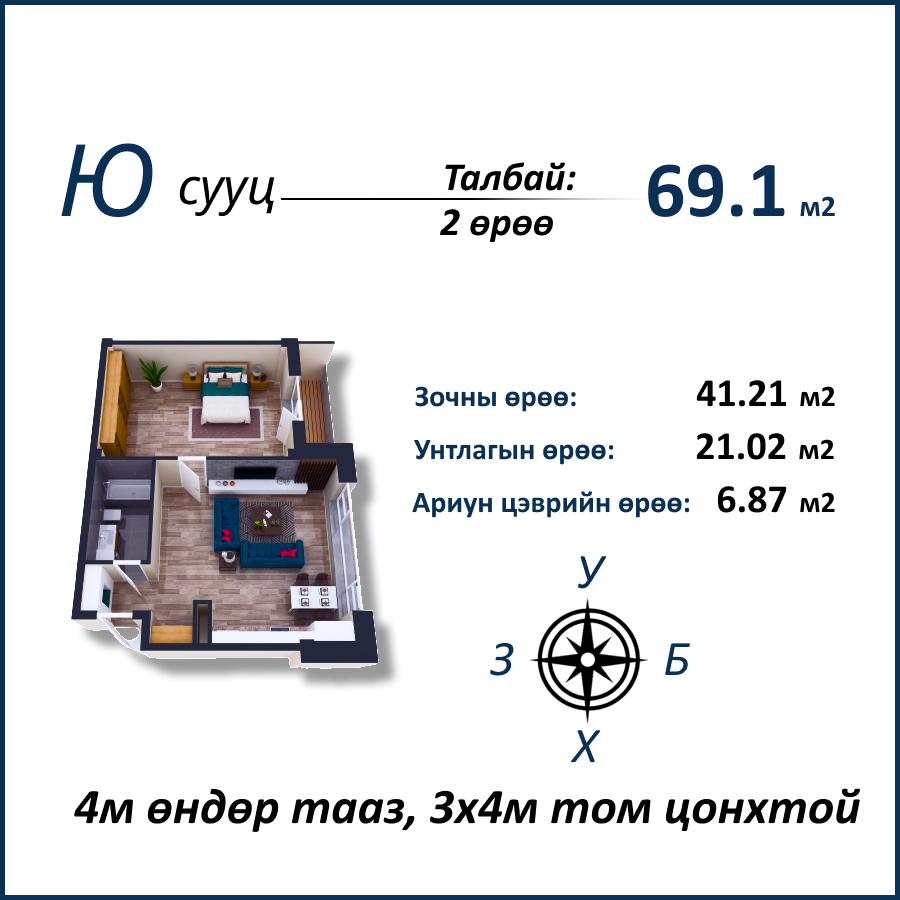 Ю сууц Талбай: 69.1 м2
2 өрөө
Зочны өрөө: 41.21 м2
Унтлагын өрөө: 21.02 м2
Ариун цэврийн өрөө: 6.87 м2
У
З Б
Х
4м өндөр тааз, 3х4м том цонхтой